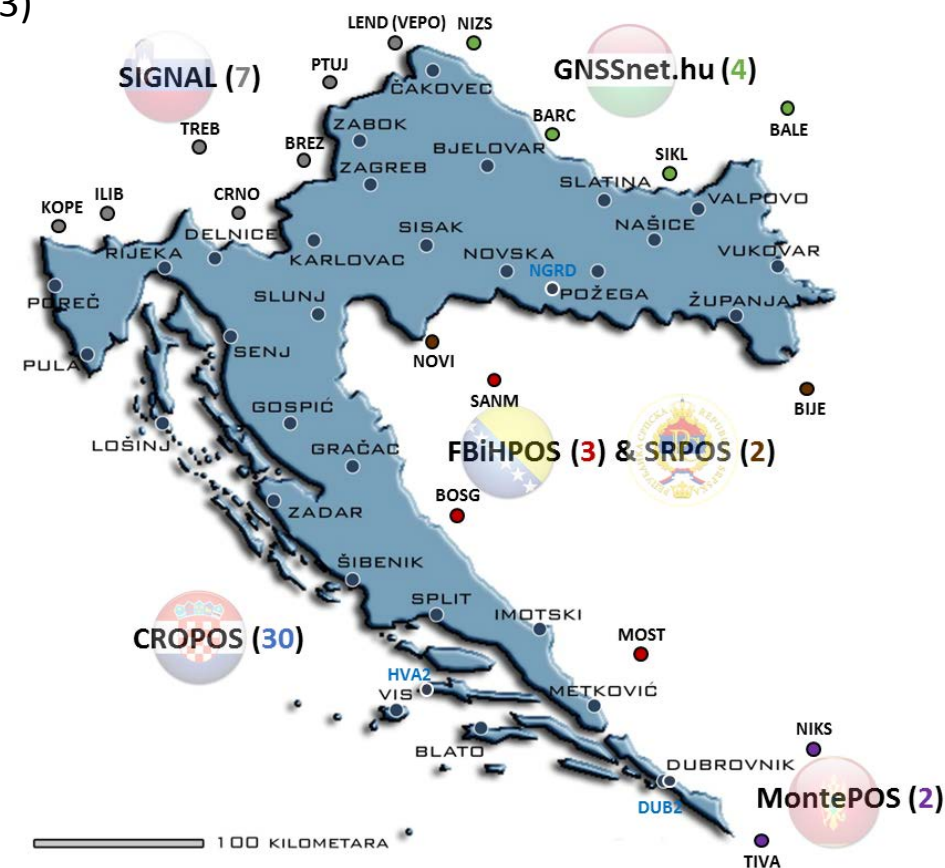 3)
LEND (VEPO) NIZS
SIGNAL (7)
PTUJ
GNSSnet.hu (4)
ČAKOVEC
BARC
BALE
TREB
ZABOK
BREZ
BJELOVAR
ZAGREB
SIKL
SLATINA
VALPOVO
KOPE
ILIB
CRNO
DELNICE
SISAK
NAŠICE
RIJEKA
KARLOVAC
NOVSKA
NGRD
VUKOVAR
POREČ
SLUNJ
POŽEGA
ŽUPANJA
PULA
SENJ
NOVI
SANM
BIJE
GOSPIĆ
LOŠINJ
GRAČAC
FBiHPOS (3) & SRPOS (2)
BOSG
ZADAR
ŠIBENIK
SPLIT
IMOTSKI
CROPOS (30)
MOST
HVA2
VIS
METKOVIĆ
BLATO
NIKS
DUBROVNIK
DUB2
MontePOS (2)
100 KILOMETARA
TIVA